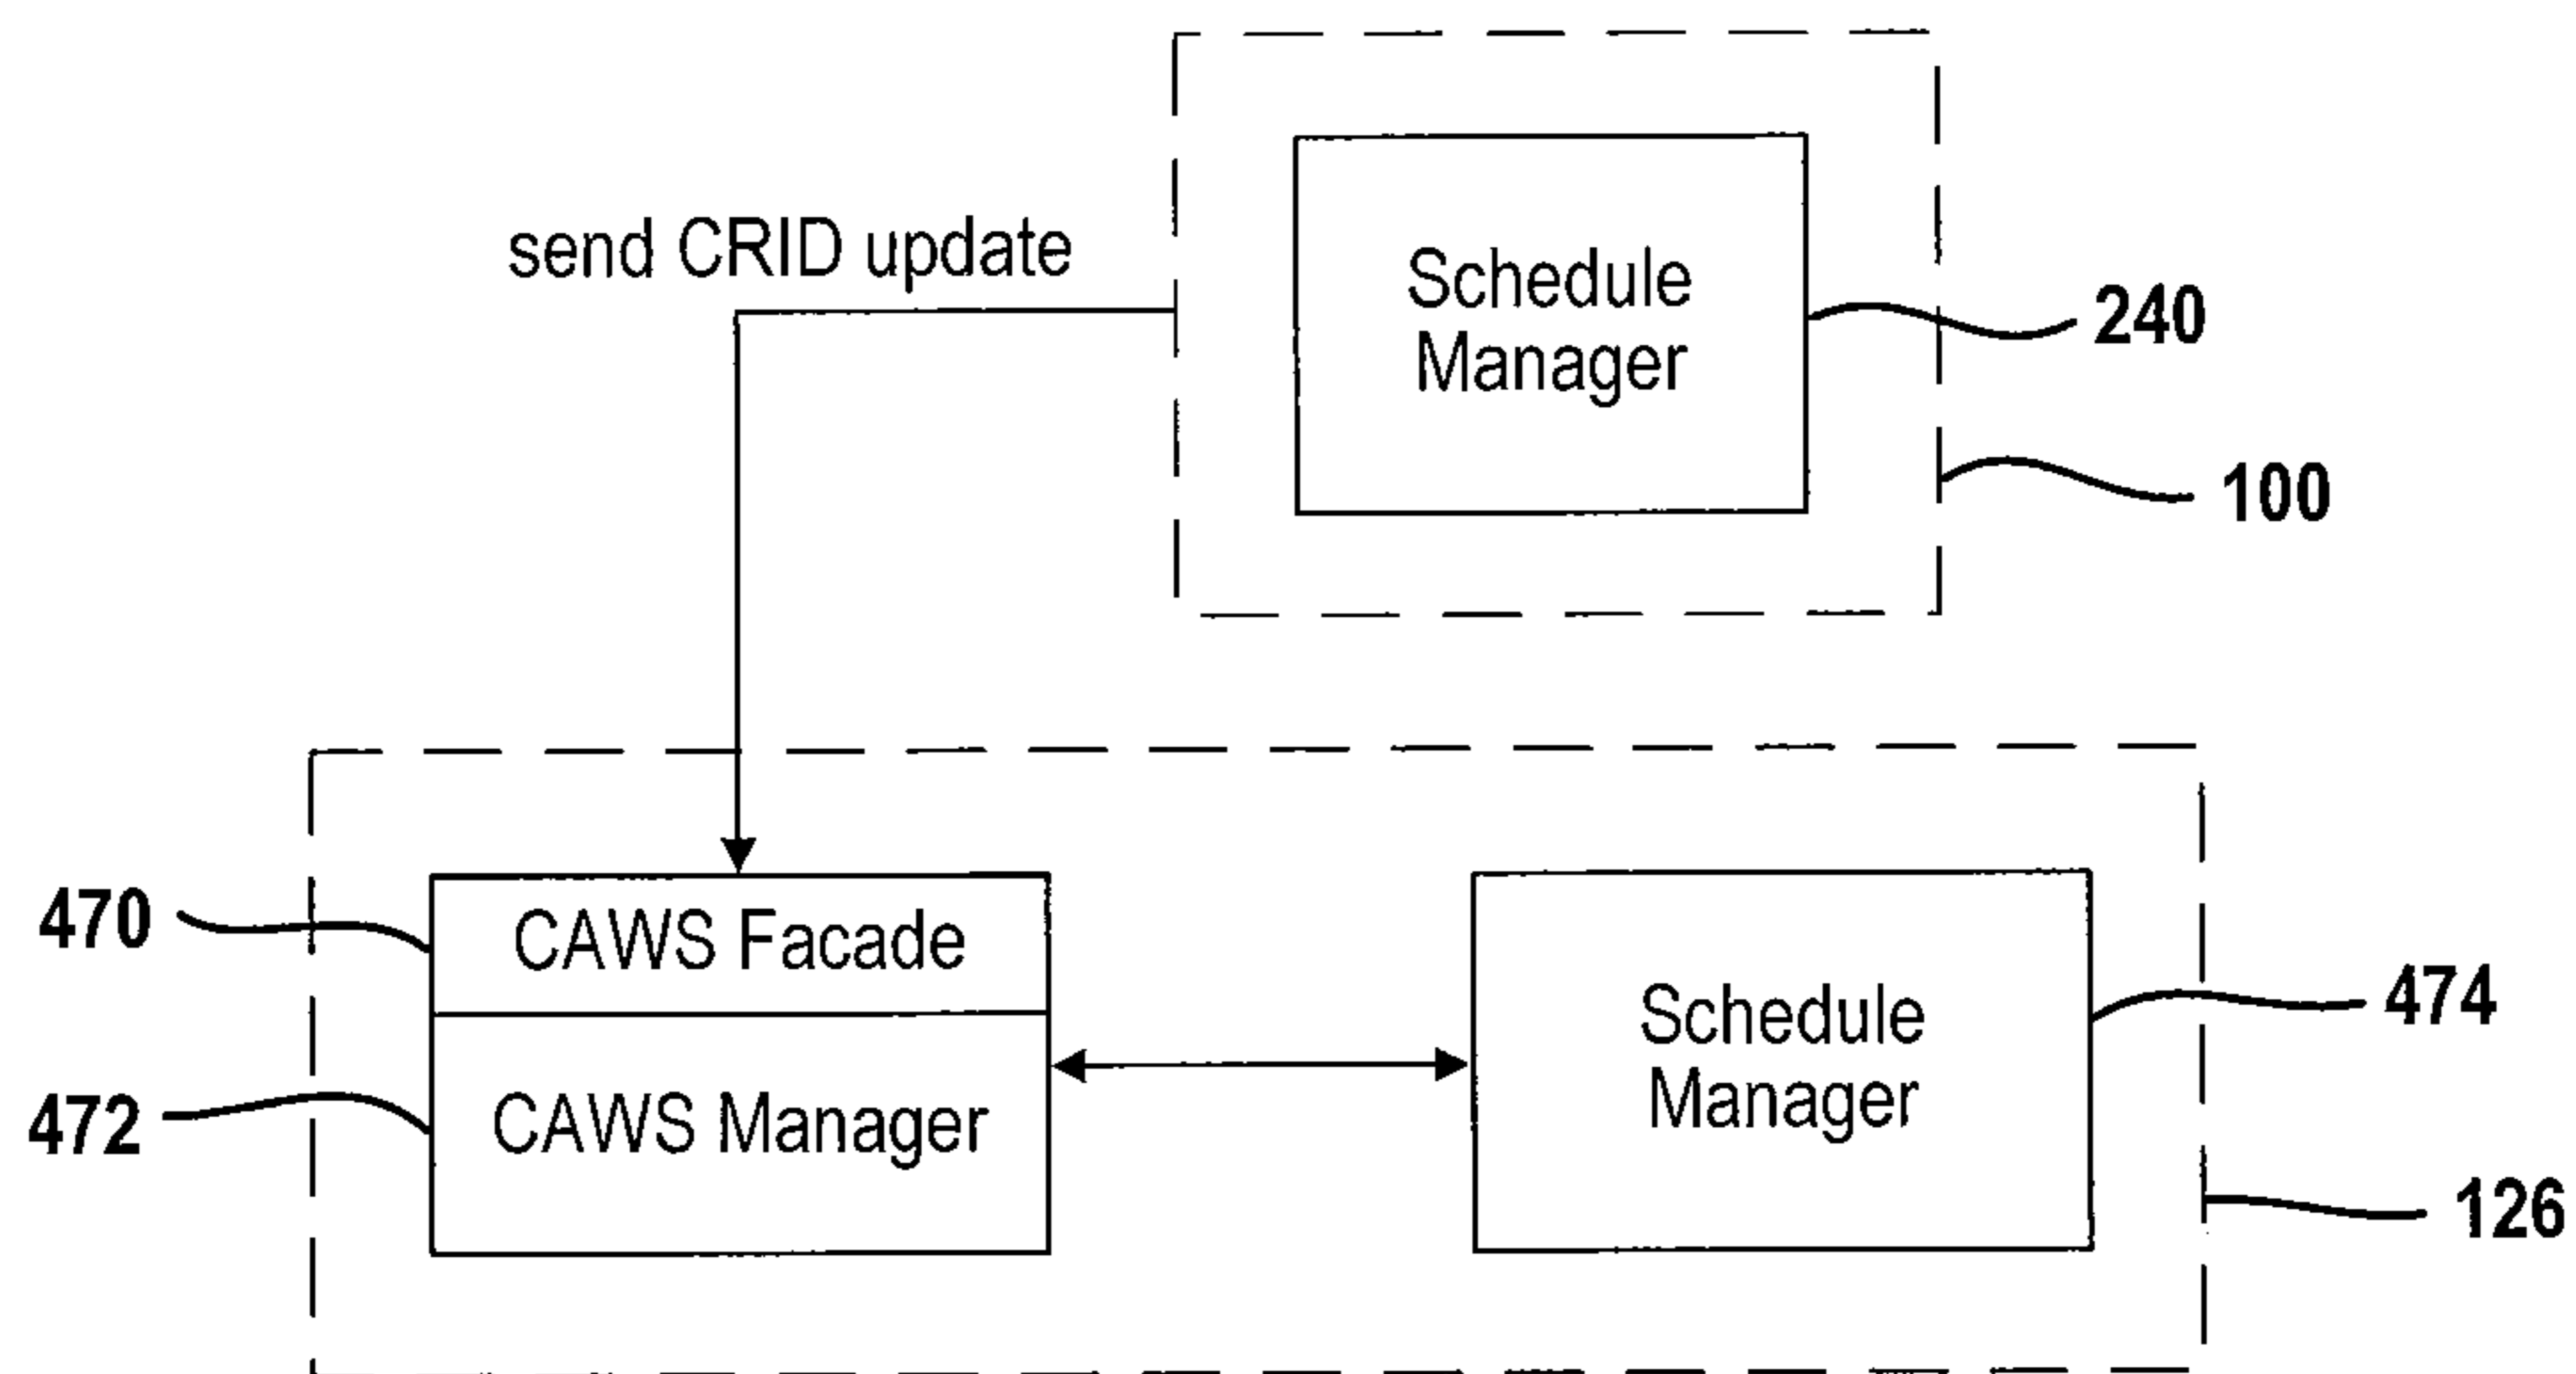 send CRID update
Schedule
Manager
240
100
470
CAWS Facade
472
CAWS Manager
Schedule
Manager
474
126